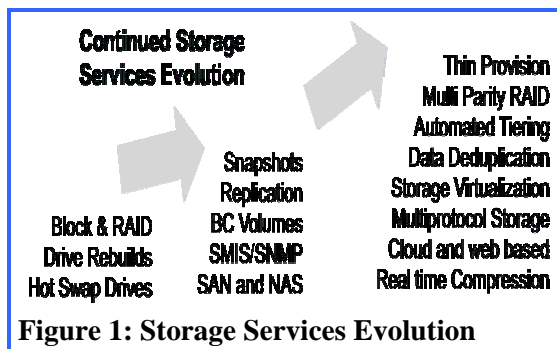 Continued Storage
Services Evolution
Block & RAID
Drive Rebuilds
Hot Swap Drives
Snapshots
Replication
BC Volumes
SMIS/SNMP
SAN and NAS
Thin Provision
Multi Parity RAID
Automated Tiering
Data Deduplication
Storage Virtualization
Multiprotocol Storage
Cloud and web based
Real time Compression
Figure 1: Storage Services Evolution